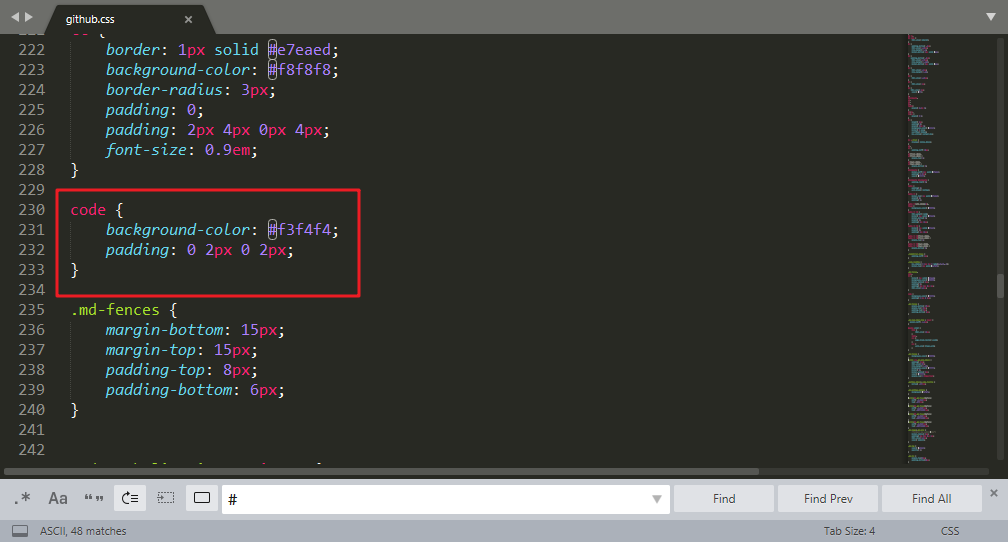 github.css
222 border: 1px solid #e7eaed;
223 background-color: #f8f8f8;
224 border-radius: 3px;
225 padding: 0;
226 padding: 2px 4px 0px 4px;
227 font-size: 0.9em;
228 }
229
230 code {
231 background-color: #f3f4f4;
232 padding: 0 2px 0 2px;
233 }
234
235 .md-fences {
236 margin-bottom: 15px;
237 margin-top: 15px;
238 padding-top: 8px;
239 padding-bottom: 6px;
240 }
241
242
.* Aa “” # Find Find Prev Find All
ASCII, 48 matches Tab Size: 4 CSS